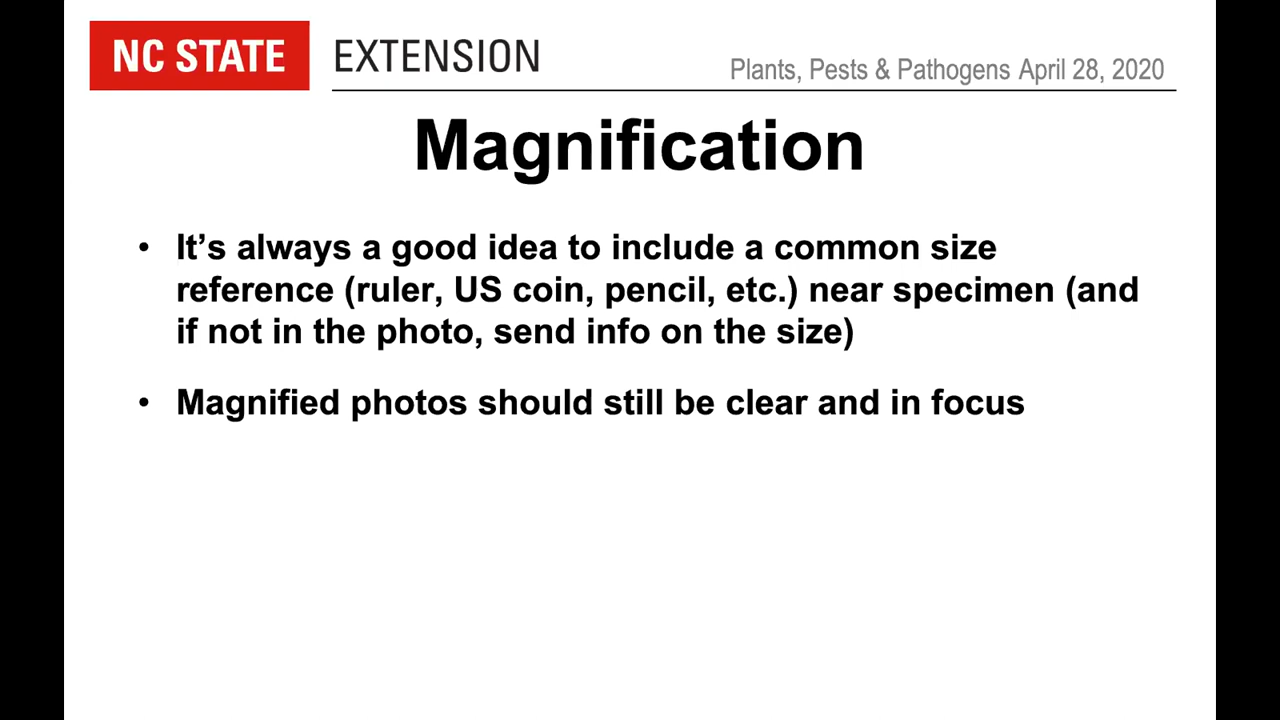 NC STATE EXTENSION
Plants, Pests & Pathogens April 28, 2020
Magnification
• It’s always a good idea to include a common size
reference (ruler, US coin, pencil, etc.) near specimen (and
if not in the photo, send info on the size)
• Magnified photos should still be clear and in focus